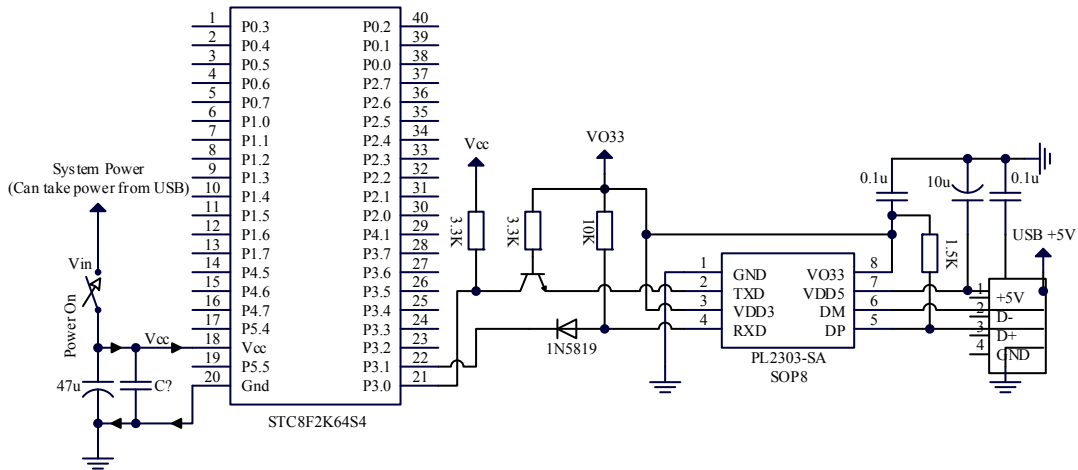 1 P0.3 P0.2 40
2 P0.4 P0.1 39
3 P0.5 P0.0 38
4 P0.6 P2.7 37
5 P0.7 P2.6 36
6 P1.0 P2.5 35
7 P1.1 P2.4 34
8 P1.2 P2.3 33
9 P1.3 P2.2 32
10 P1.4 P2.1 31
11 P1.5 P2.0 30
12 P1.6 P4.1 29
13 P1.7 P3.7 28
14 P4.5 P3.6 27
15 P4.6 P3.5 26
16 P4.7 P3.4 25
17 P5.4 P3.3 24
18 Vcc P3.2 23
19 P5.5 P3.1 22
20 Gnd P3.0 21
STC8F2K64S4
System Power
(Can take power from USB)
Vin
Power On
Vcc
47u
C?
Vcc
3.3K
3.3K
VO33
10K
1N5819
1 GND VO33 8
2 TXD VDD5 7
3 VDD3 DM 6
4 RXD DP 5
PL2303-SA
SOP8
0.1u
10u
0.1u
1.5K
USB +5V
1 +5V
2 D-
3 D+
4 GND